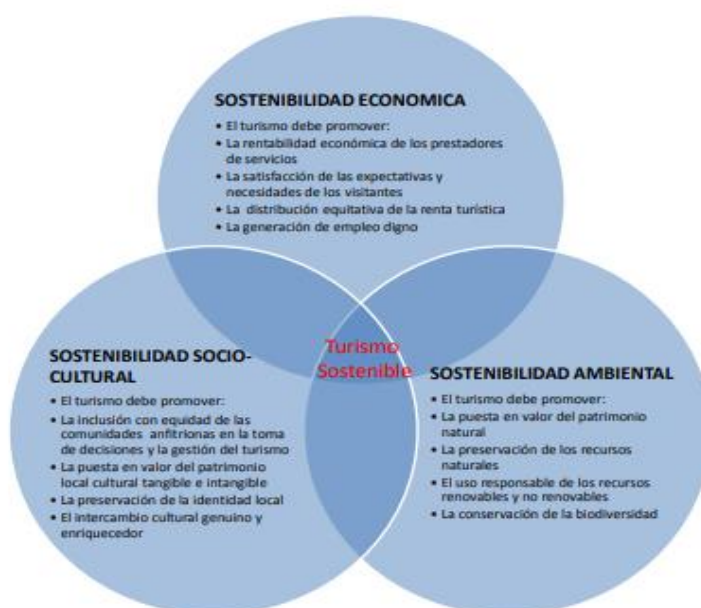 SOSTENIBILIDAD ECONOMICA
• El turismo debe promover:
• La rentabilidad económica de los prestadores
de servicios
• La satisfacción de las expectativas y
necesidades de los visitantes
• La distribución equitativa de la renta turística
• La generación de empleo digno
Turismo
Sostenible
SOSTENIBILIDAD SOCIO-
CULTURAL
• El turismo debe promover:
• La inclusión con equidad de las
comunidades anfitrionas en la toma
de decisiones y la gestión del turismo
• La puesta en valor del patrimonio
local cultural tangible e intangible
• La preservación de la identidad local
• El intercambio cultural genuino y
enriquecedor
SOSTENIBILIDAD AMBIENTAL
• El turismo debe promover:
• La puesta en valor del patrimonio
natural
• La preservación de los recursos
naturales
• El uso responsable de los recursos
renovables y no renovables
• La conservación de la biodiversidad